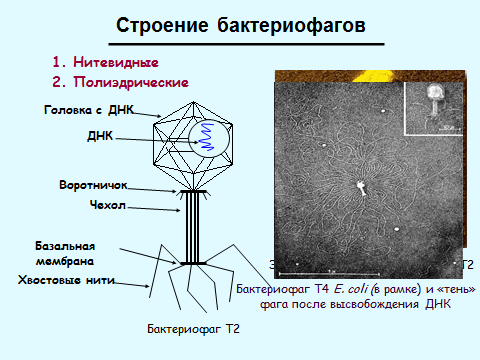 Строение бактериофагов
1. Нитевидные
2. Полиэдрические
Головка с ДНК
ДНК
Воротничок
Чехол
Базальная
мембрана
Хвостовые нити
Бактериофаг Т2
Т2
Бактериофаг Т4 E. coli (в рамке) и «тень»
фага после высвобождения ДНК